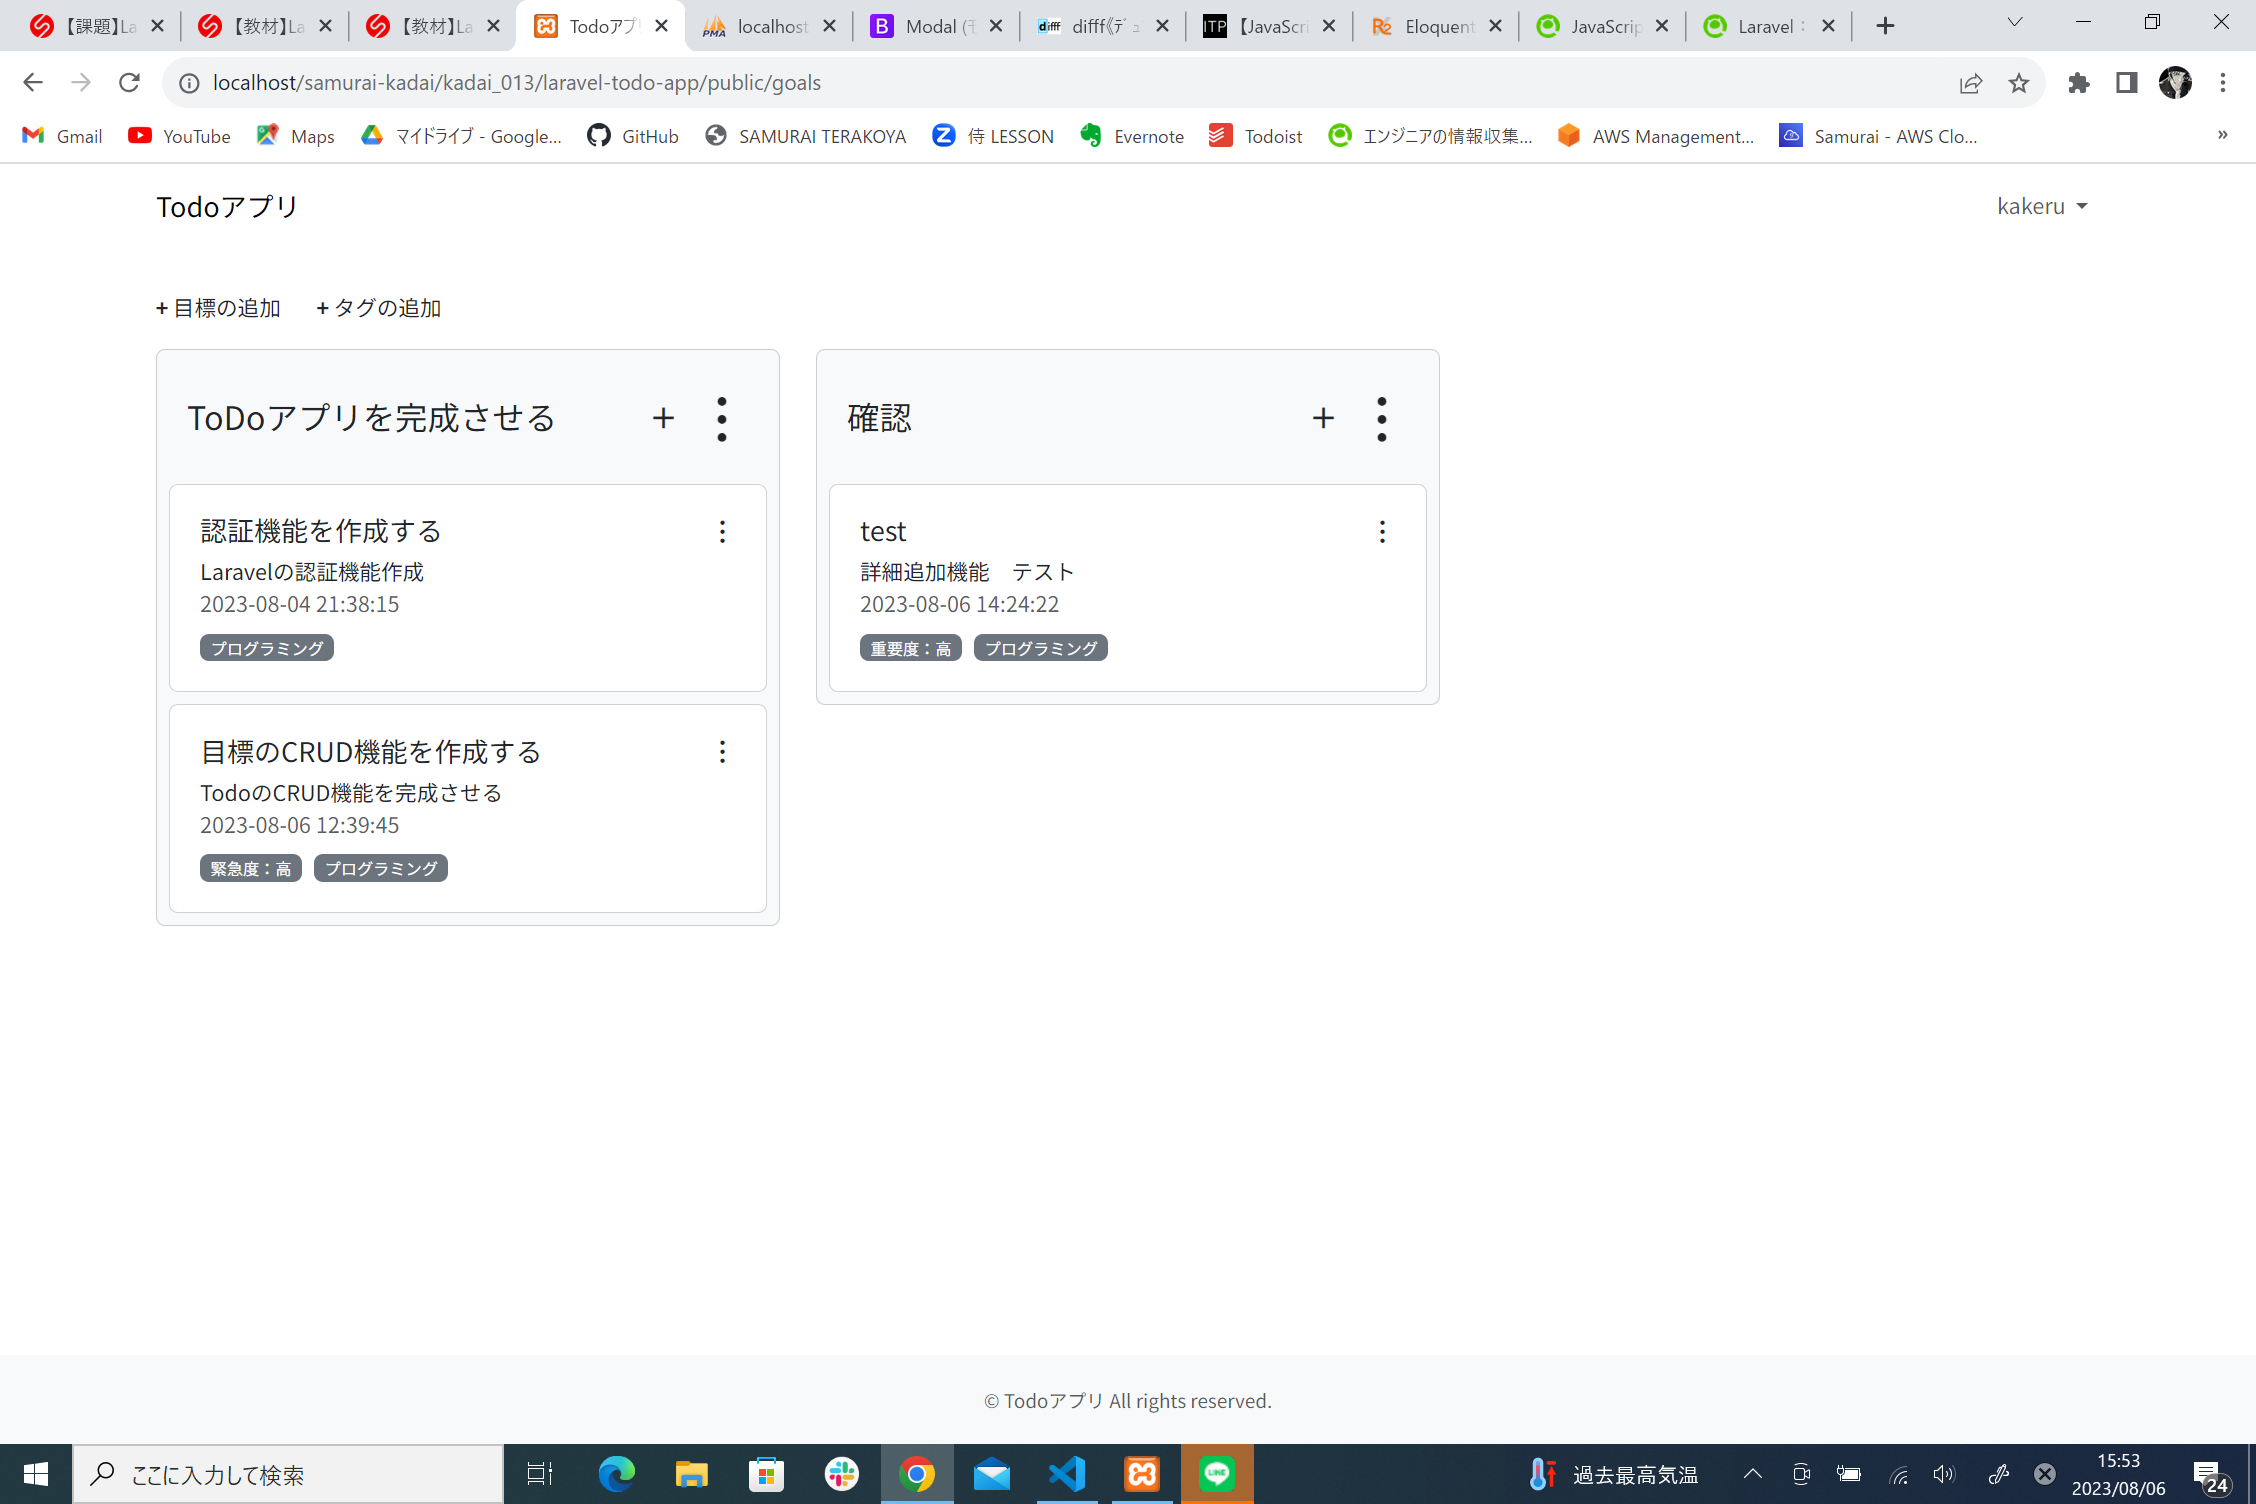 【課題】La
【教材】La
【教材】La
Todoアプリ
localhost
Modal (モ
difff《デュ
【JavaScri
Eloquent
JavaScrip
Laravel：
localhost/samurai-kadai/kadai_013/laravel-todo-app/public/goals
Gmail
YouTube
Maps
マイドライブ - Google...
GitHub
SAMURAI TERAKOYA
侍 LESSON
Evernote
Todoist
エンジニアの情報収集...
AWS Management...
Samurai - AWS Clo...
»
Todoアプリ
kakeru
+ 目標の追加
+ タグの追加
ToDoアプリを完成させる
認証機能を作成する
Laravelの認証機能作成
2023-08-04 21:38:15
プログラミング
目標のCRUD機能を作成する
TodoのCRUD機能を完成させる
2023-08-06 12:39:45
緊急度：高 プログラミング
確認
test
詳細追加機能　テスト
2023-08-06 14:24:22
重要度：高 プログラミング
© Todoアプリ All rights reserved.
ここに入力して検索
過去最高気温
15:53
2023/08/06
24